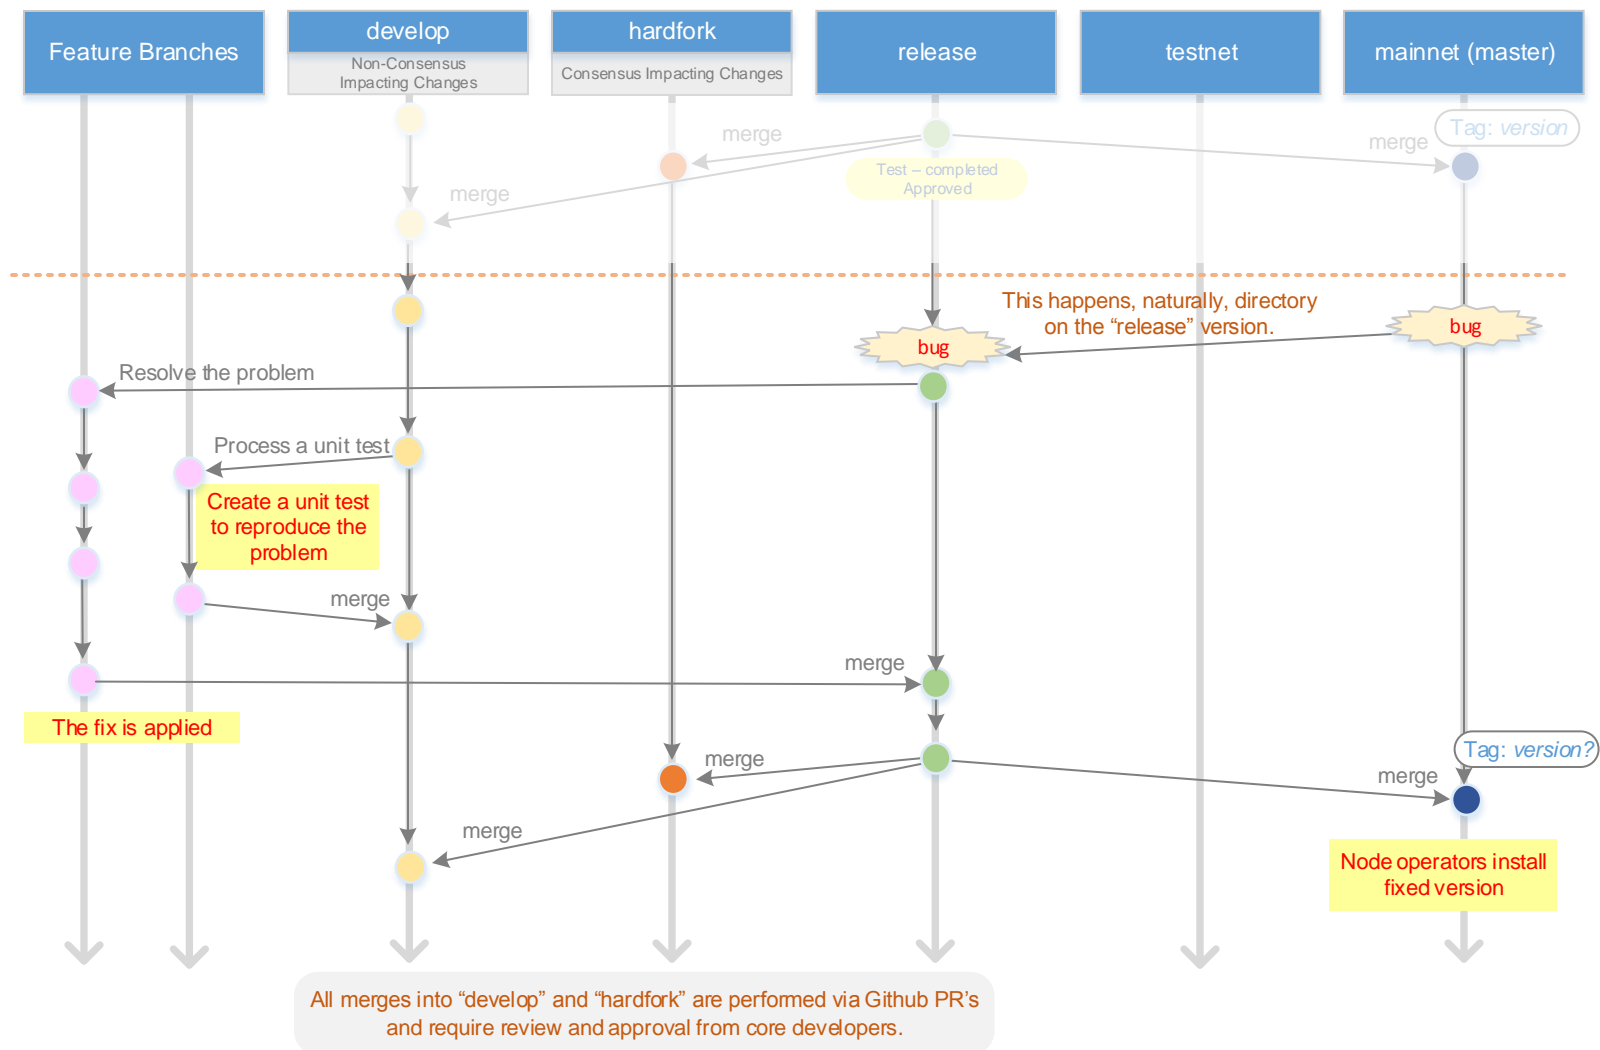 Feature Branches
develop
Non-Consensus
Impacting Changes
hardfork
Consensus Impacting Changes
release
testnet
mainnet (master)
Tag: version
merge
merge
Test – completed
Approved
merge
This happens, naturally, directory
on the “release” version.
bug
bug
Resolve the problem
Process a unit test
Create a unit test
to reproduce the
problem
merge
merge
The fix is applied
Tag: version?
merge
merge
merge
Node operators install
fixed version
All merges into “develop” and “hardfork” are performed via Github PR’s
and require review and approval from core developers.